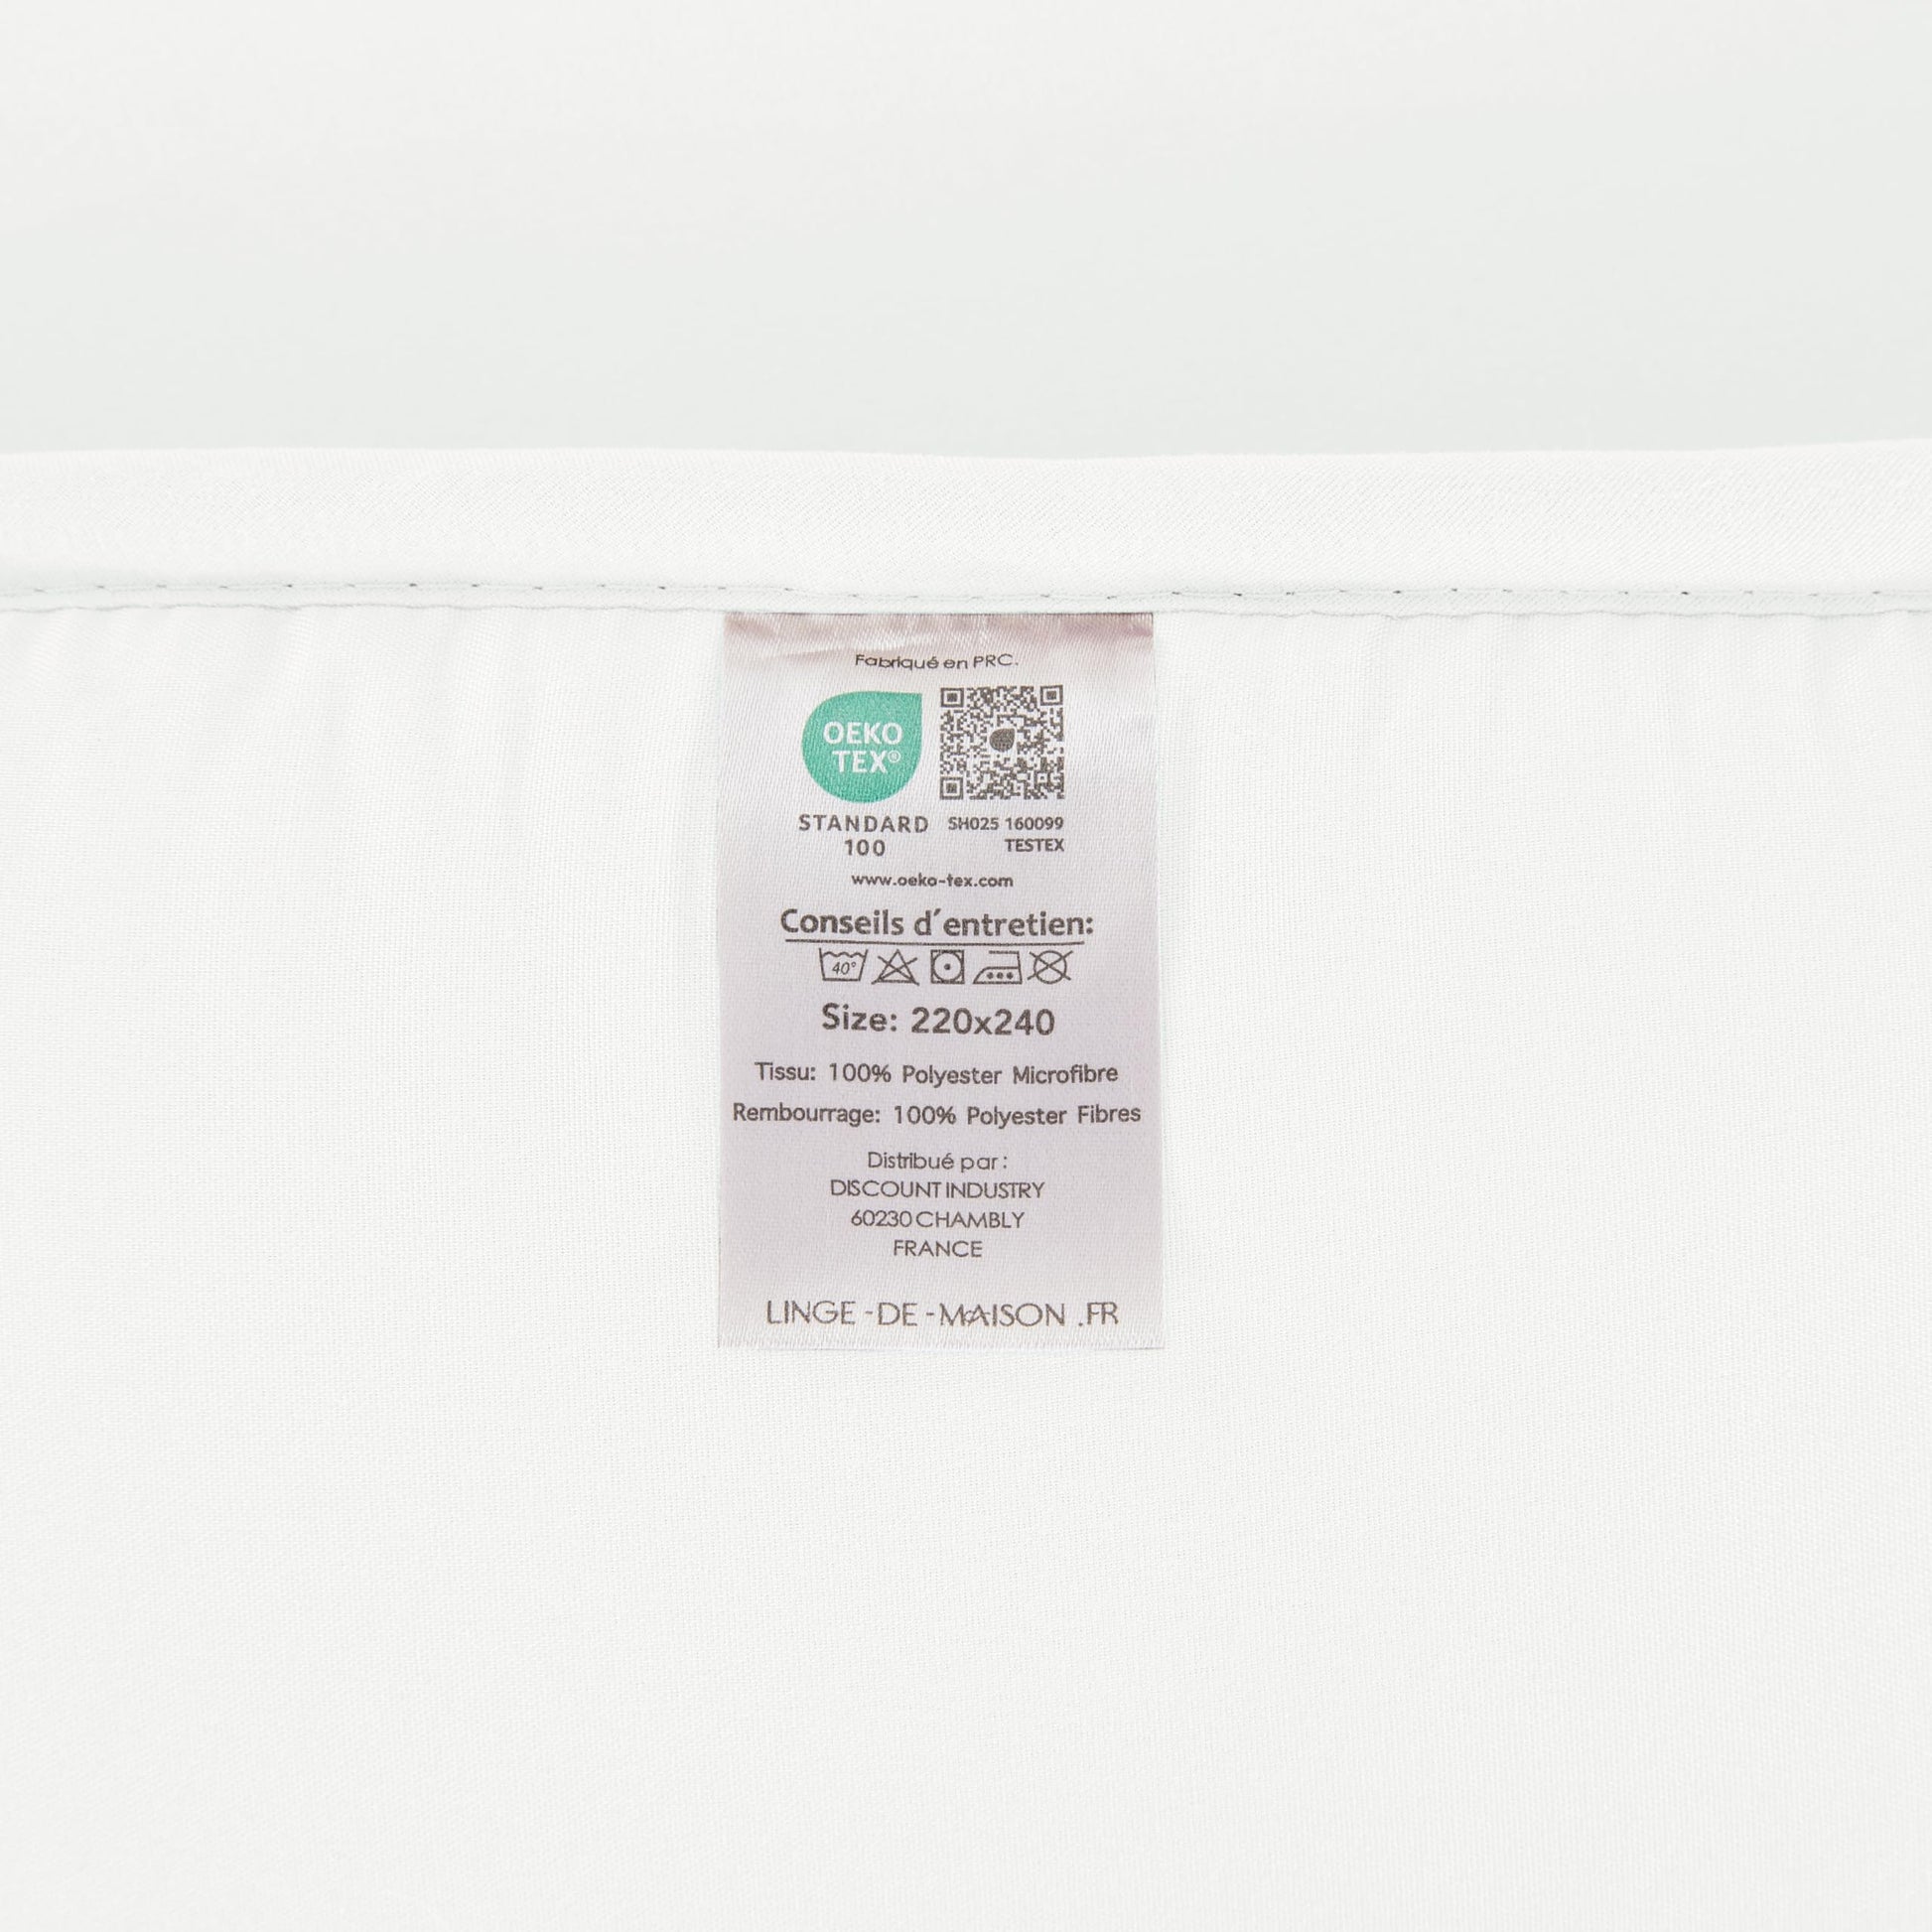 Fabriqué en PRC.
OEKO
TEX®
STANDARD
100
SH025 160099
TESTEX
www.oeko-tex.com
Conseils d'entretien:
40°
Size: 220x240
Tissu: 100% Polyester Microfibre
Rembourrage: 100% Polyester Fibres
Distribué par :
DISCOUNT INDUSTRY
60230 CHAMBLY
FRANCE
LINGE-DE-MAISON.FR